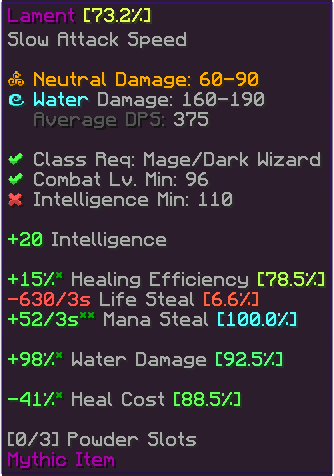 Lament [73.2%]
Slow Attack Speed
Neutral Damage: 60-90
Water Damage: 160-190
Average DPS: 375
✔ Class Req: Mage/Dark Wizard
✔ Combat Lv. Min: 96
✖ Intelligence Min: 110
+20 Intelligence
+15%* Healing Efficiency [78.5%]
-630/3s Life Steal [6.6%]
+52/3s** Mana Steal [100.0%]
+98%* Water Damage [92.5%]
-41%* Heal Cost [88.5%]
[0/3] Powder Slots
Mythic Item